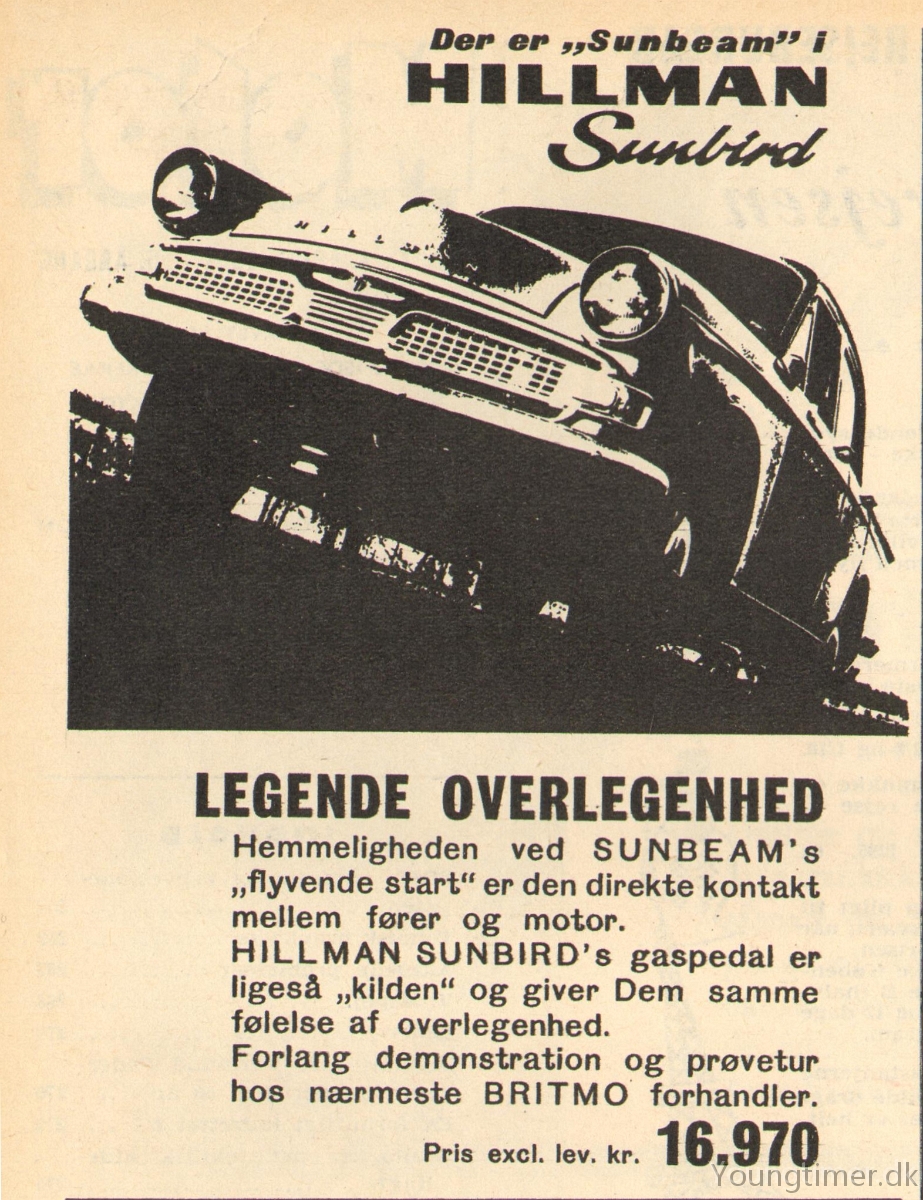 Der er „Sunbeam” i
HILLMAN
Sunbird
HILLM
LEGENDE OVERLEGENHED
Hemmeligheden ved SUNBEAM's
„flyvende start“ er den direkte kontakt
mellem fører og motor.
HILLMAN SUNBIRD's gaspedal er
ligeså „kilden“ og giver Dem samme
følelse af overlegenhed.
Forlang demonstration og prøvetur
hos nærmeste BRITMO forhandler.
Pris excl. lev. kr. 16.970
Youngtimer.dk